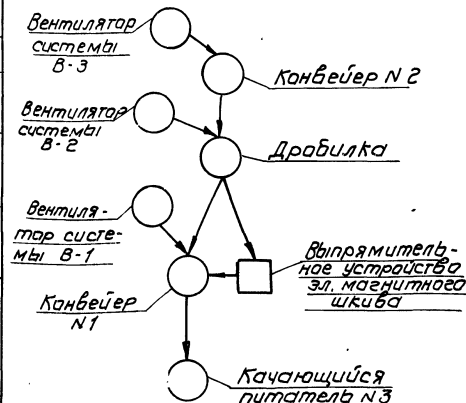 Вентилятор
системы
В-3
Конвейер N2
Вентилятор
системы
В-2
Дробилка
Вентиля-
тор систе-
мы В-1
Выпрямитель-
ное устройство
эл. магнитного
шкива
Конвейер
N1
Качающийся
питатель N3